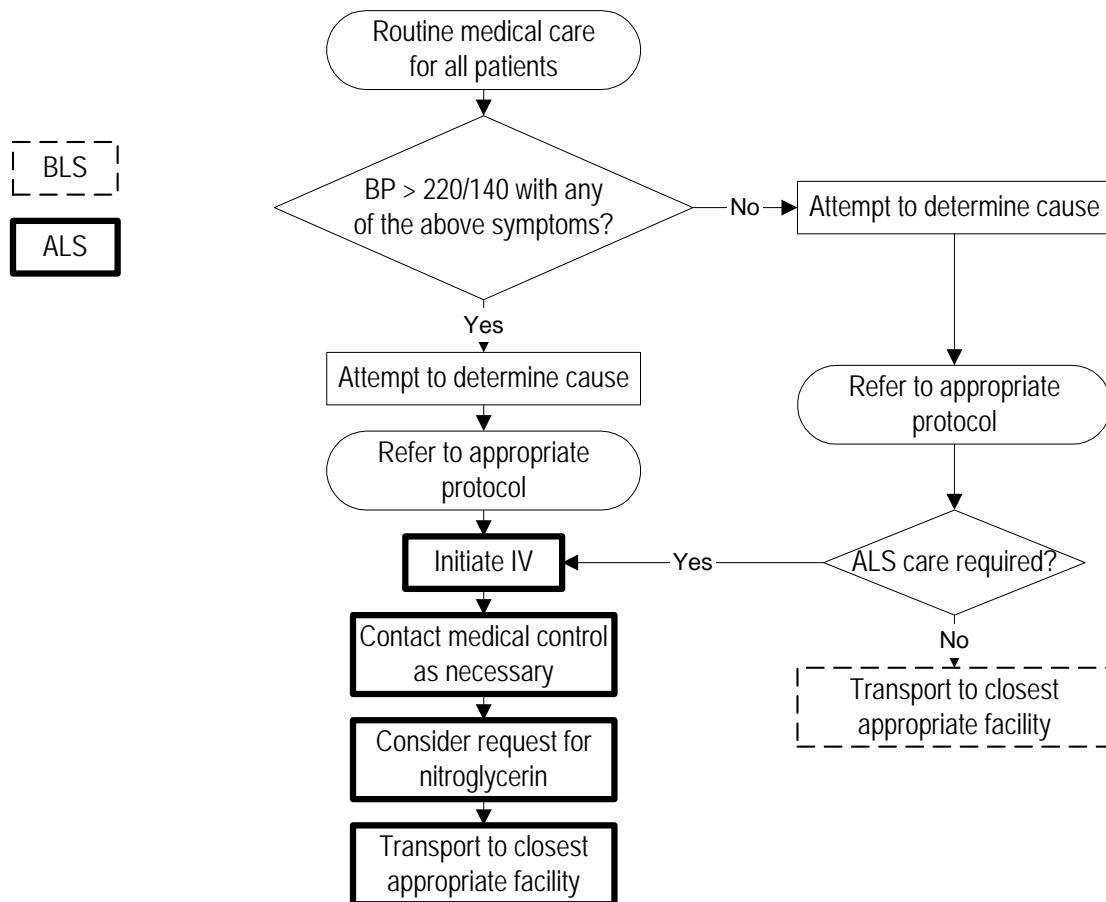 Routine medical care
for all patients
BLS
ALS
BP > 220/140 with any
of the above symptoms?
No
Attempt to determine cause
Yes
Attempt to determine cause
Refer to appropriate
protocol
Refer to appropriate
protocol
Initiate IV
Yes
ALS care required?
Contact medical control
as necessary
No
Transport to closest
appropriate facility
Consider request for
nitroglycerin
Transport to closest
appropriate facility